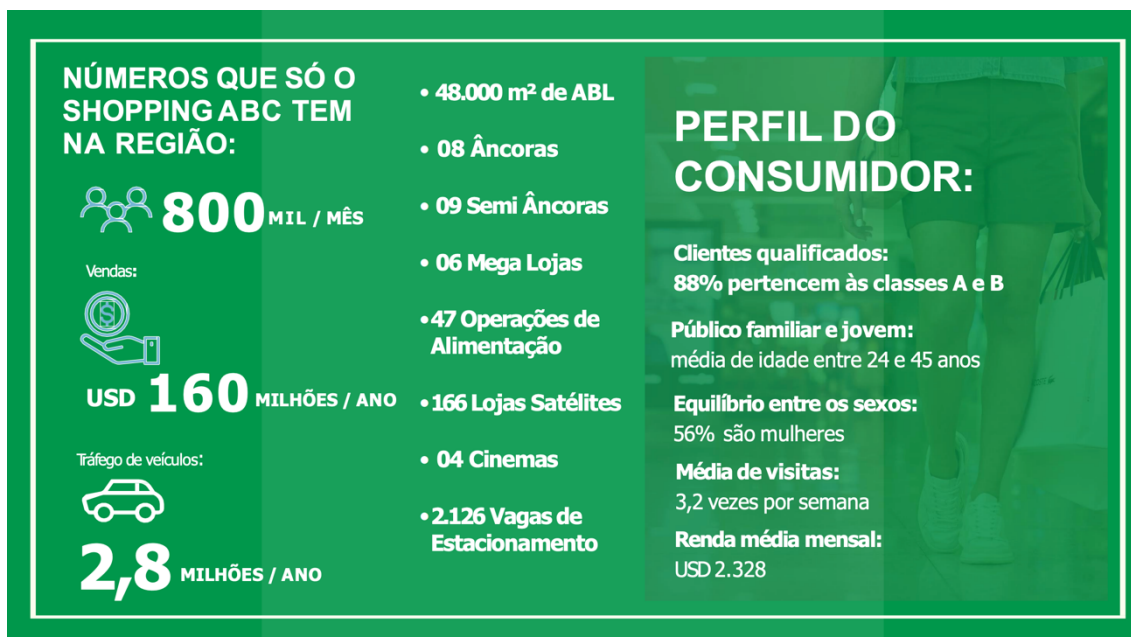 NÚMEROS QUE SÓ O
SHOPPING ABC TEM
NA REGIÃO:
800 MIL / MÊS
Vendas:
USD 160 MILHÕES / ANO
Tráfego de veículos:
2,8 MILHÕES / ANO
• 48.000 m² de ABL
• 08 Âncoras
• 09 Semi Âncoras
• 06 Mega Lojas
•47 Operações de
Alimentação
•166 Lojas Satélites
• 04 Cinemas
•2.126 Vagas de
Estacionamento
PERFIL DO
CONSUMIDOR:
Clientes qualificados:
88% pertencem às classes A e B
Público familiar e jovem:
média de idade entre 24 e 45 anos
Equilíbrio entre os sexos:
56% são mulheres
Média de visitas:
3,2 vezes por semana
Renda média mensal:
USD 2.328